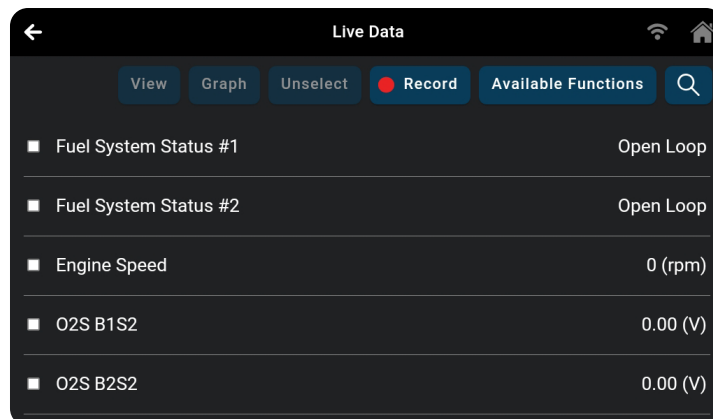 Live Data
View Graph Unselect Record Available Functions
Fuel System Status #1 Open Loop
Fuel System Status #2 Open Loop
Engine Speed 0 (rpm)
O2S B1S2 0.00 (V)
O2S B2S2 0.00 (V)